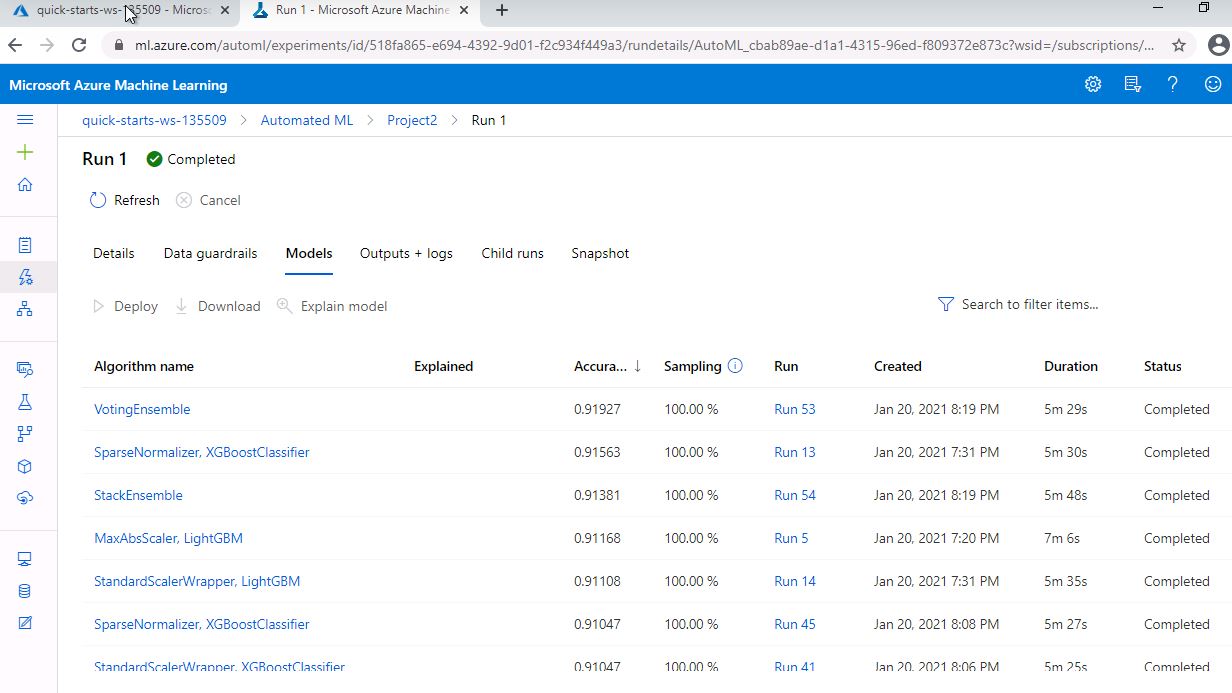 quick-starts-ws-135509 - Microso
Run 1 - Microsoft Azure Machine
ml.azure.com/automl/experiments/id/518fa865-e694-4392-9d01-f2c934f449a3/rundetails/AutoML_cbab89ae-d1a1-4315-96ed-f809372e873c?wsid=/subscriptions/...
Microsoft Azure Machine Learning
quick-starts-ws-135509 > Automated ML > Project2 > Run 1
Run 1 Completed
Refresh Cancel
Details Data guardrails Models Outputs + logs Child runs Snapshot
Deploy Download Explain model Search to filter items...
Algorithm name Explained Accura... ↓ Sampling Run Created Duration Status
VotingEnsemble 0.91927 100.00 % Run 53 Jan 20, 2021 8:19 PM 5m 29s Completed
SparseNormalizer, XGBoostClassifier 0.91563 100.00 % Run 13 Jan 20, 2021 7:31 PM 5m 30s Completed
StackEnsemble 0.91381 100.00 % Run 54 Jan 20, 2021 8:19 PM 5m 48s Completed
MaxAbsScaler, LightGBM 0.91168 100.00 % Run 5 Jan 20, 2021 7:20 PM 7m 6s Completed
StandardScalerWrapper, LightGBM 0.91108 100.00 % Run 14 Jan 20, 2021 7:31 PM 5m 35s Completed
SparseNormalizer, XGBoostClassifier 0.91047 100.00 % Run 45 Jan 20, 2021 8:08 PM 5m 27s Completed
StandardScalerWrapper, XGBoostClassifier 0.91047 100.00 % Run 41 Jan 20, 2021 8:06 PM 5m 25s Completed